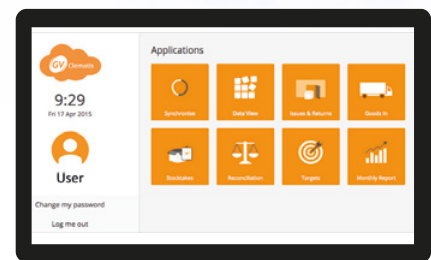 GV
Clematis
9:29
Fri 17 Apr 2015
User
Change my password
Log me out
Applications
Synchronise
Data View
Issues & Returns
Goods In
Stocktakes
Reconciliation
Targets
Monthly Report